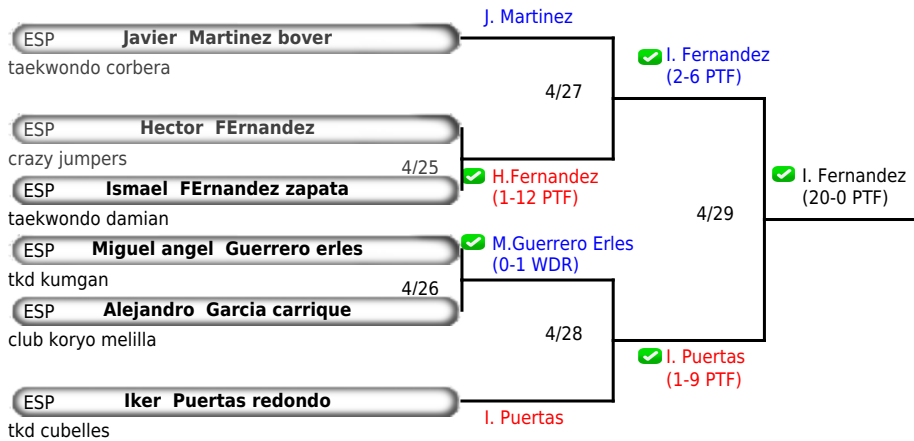 J. Martinez
ESP Javier Martinez bover
taekwondo corbera
I. Fernandez
(2-6 PTF)
4/27
ESP Hector FErnandez
crazy jumpers
4/25
H.Fernandez
(1-12 PTF)
ESP Ismael FErnandez zapata
taekwondo damian
I. Fernandez
(20-0 PTF)
4/29
ESP Miguel angel Guerrero erles
tkd kumgan
M.Guerrero Erles
(0-1 WDR)
4/26
ESP Alejandro Garcia carrique
club koryo melilla
4/28
I. Puertas
(1-9 PTF)
ESP Iker Puertas redondo
tkd cubelles
I. Puertas